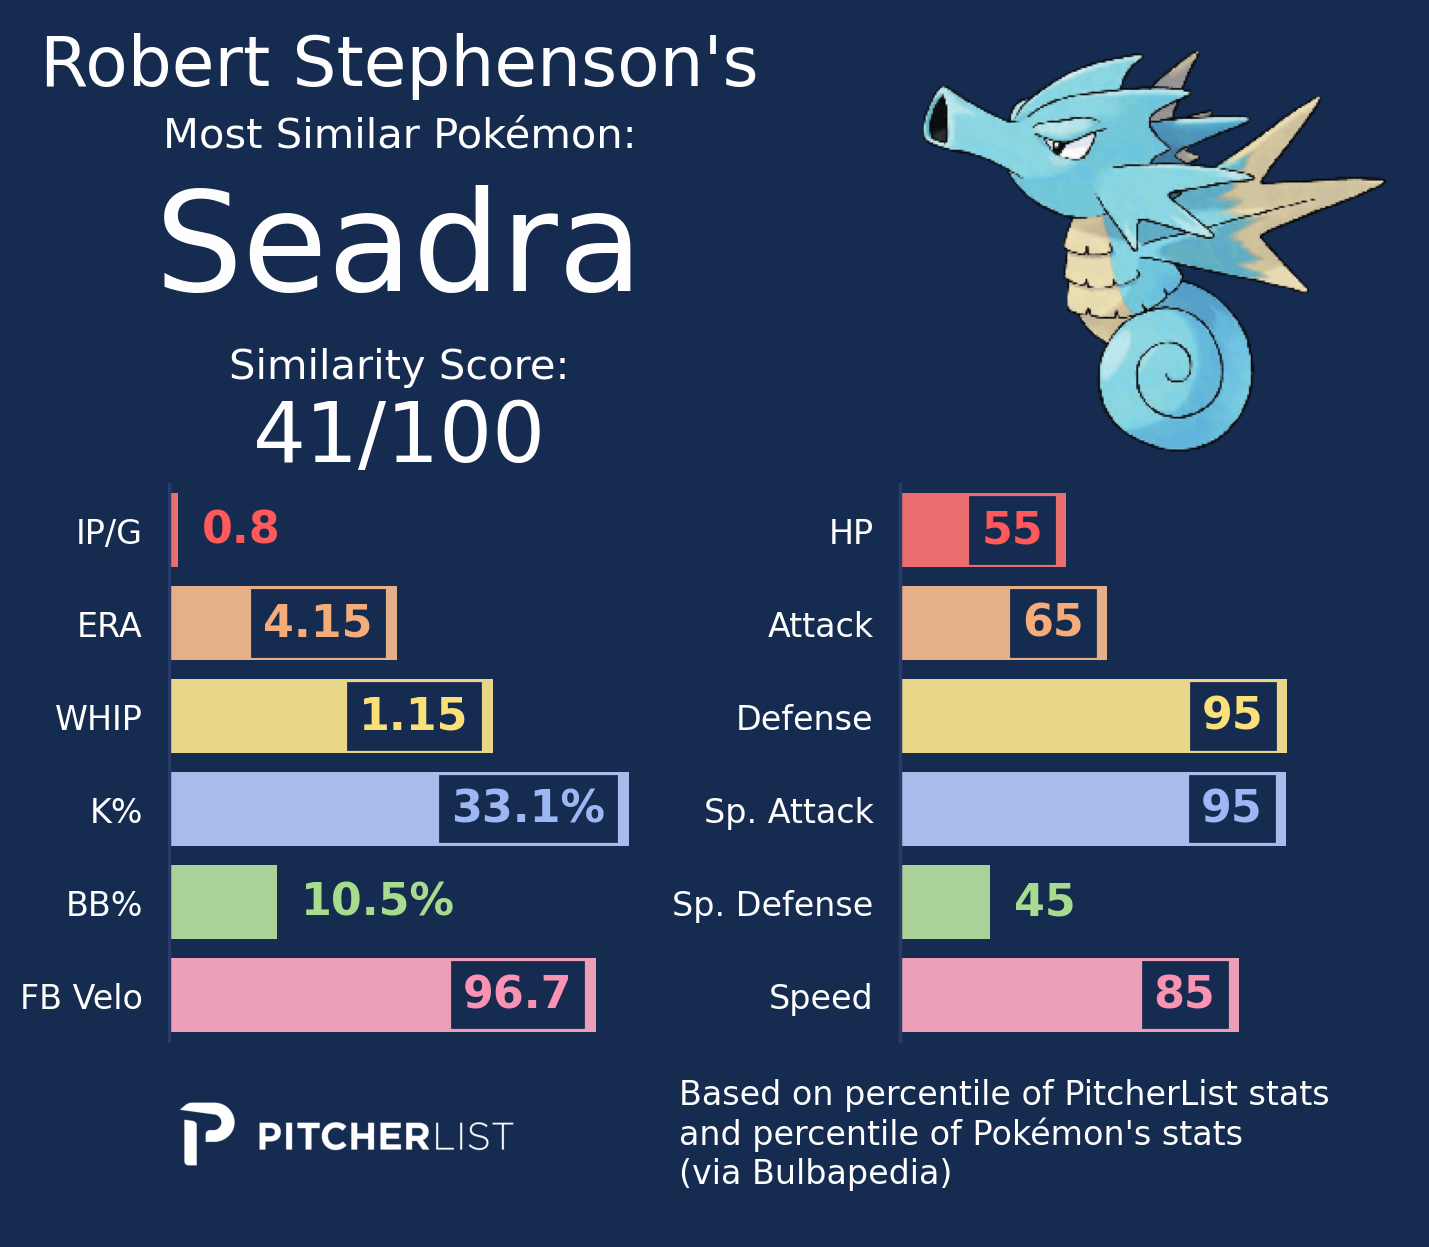 Robert Stephenson's
Most Similar Pokémon:
Seadra
Similarity Score:
41/100
IP/G 0.8
ERA 4.15
WHIP 1.15
K% 33.1%
BB% 10.5%
FB Velo 96.7
HP 55
Attack 65
Defense 95
Sp. Attack 95
Sp. Defense 45
Speed 85
PITCHERLIST
Based on percentile of PitcherList stats
and percentile of Pokémon's stats
(via Bulbapedia)